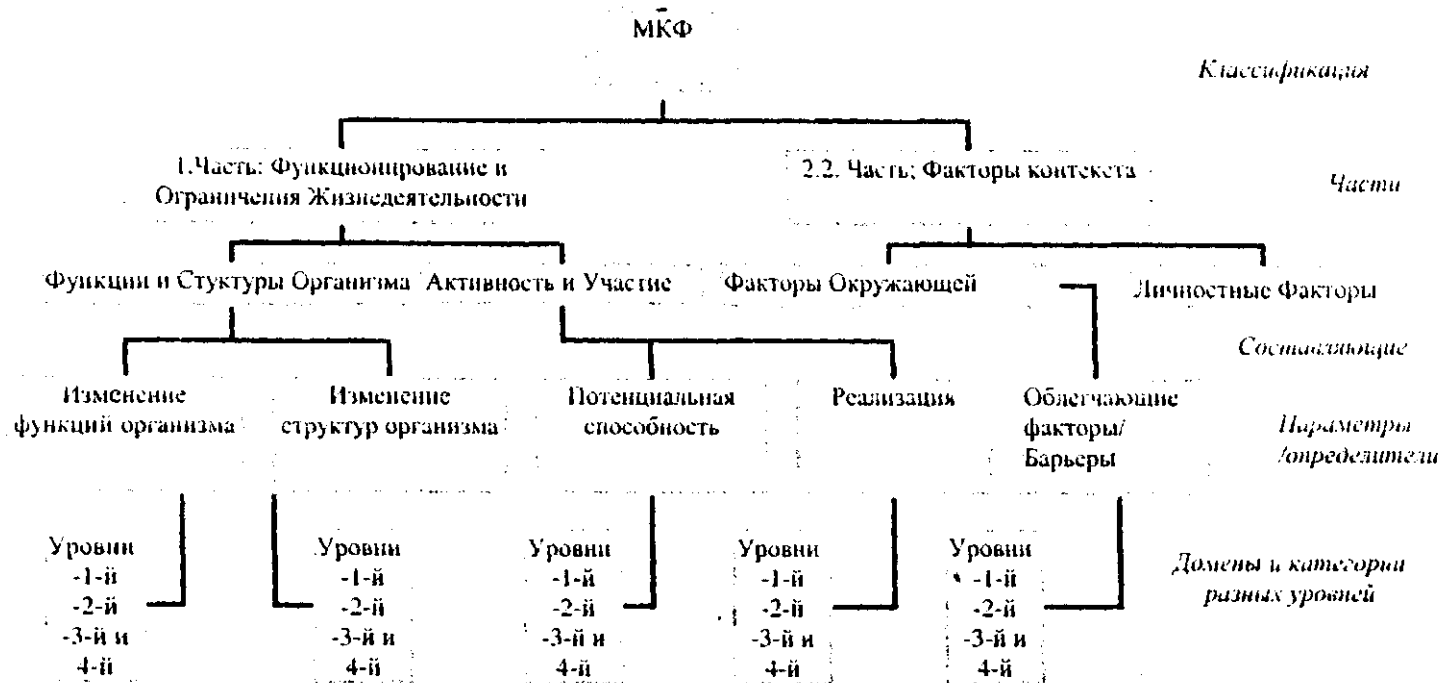 МКФ
Классификация
1.Часть: Функционирование и
Ограничения Жизнедеятельности
2.2. Часть; Факторы контекста
Части
Функции и Стуктуры Организма
Активность и Участие
Факторы Окружающей
Личностные Факторы
Составляющие
Изменение
функций организма
Изменение
структур организма
Потенциальная
способность
Реализация
Облегчающие
факторы/
Барьеры
Параметры
/определители
Уровни
-1-й
-2-й
-3-й и
4-й
Уровни
-1-й
-2-й
-3-й и
4-й
Уровни
-1-й
-2-й
-3-й и
4-й
Уровни
-1-й
-2-й
-3-й и
4-й
Уровни
-1-й
-2-й
-3-й и
4-й
Домены и категории
разных уровней